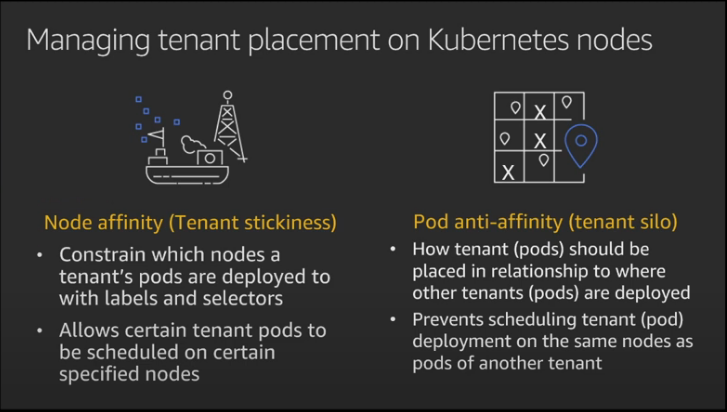 Managing tenant placement on Kubernetes nodes
X
X
X
Node affinity (Tenant stickiness)
• Constrain which nodes a
tenant's pods are deployed to
with labels and selectors
• Allows certain tenant pods to
be scheduled on certain
specified nodes
Pod anti-affinity (tenant silo)
• How tenant (pods) should be
placed in relationship to where
other tenants (pods) are deployed
• Prevents scheduling tenant (pod)
deployment on the same nodes as
pods of another tenant